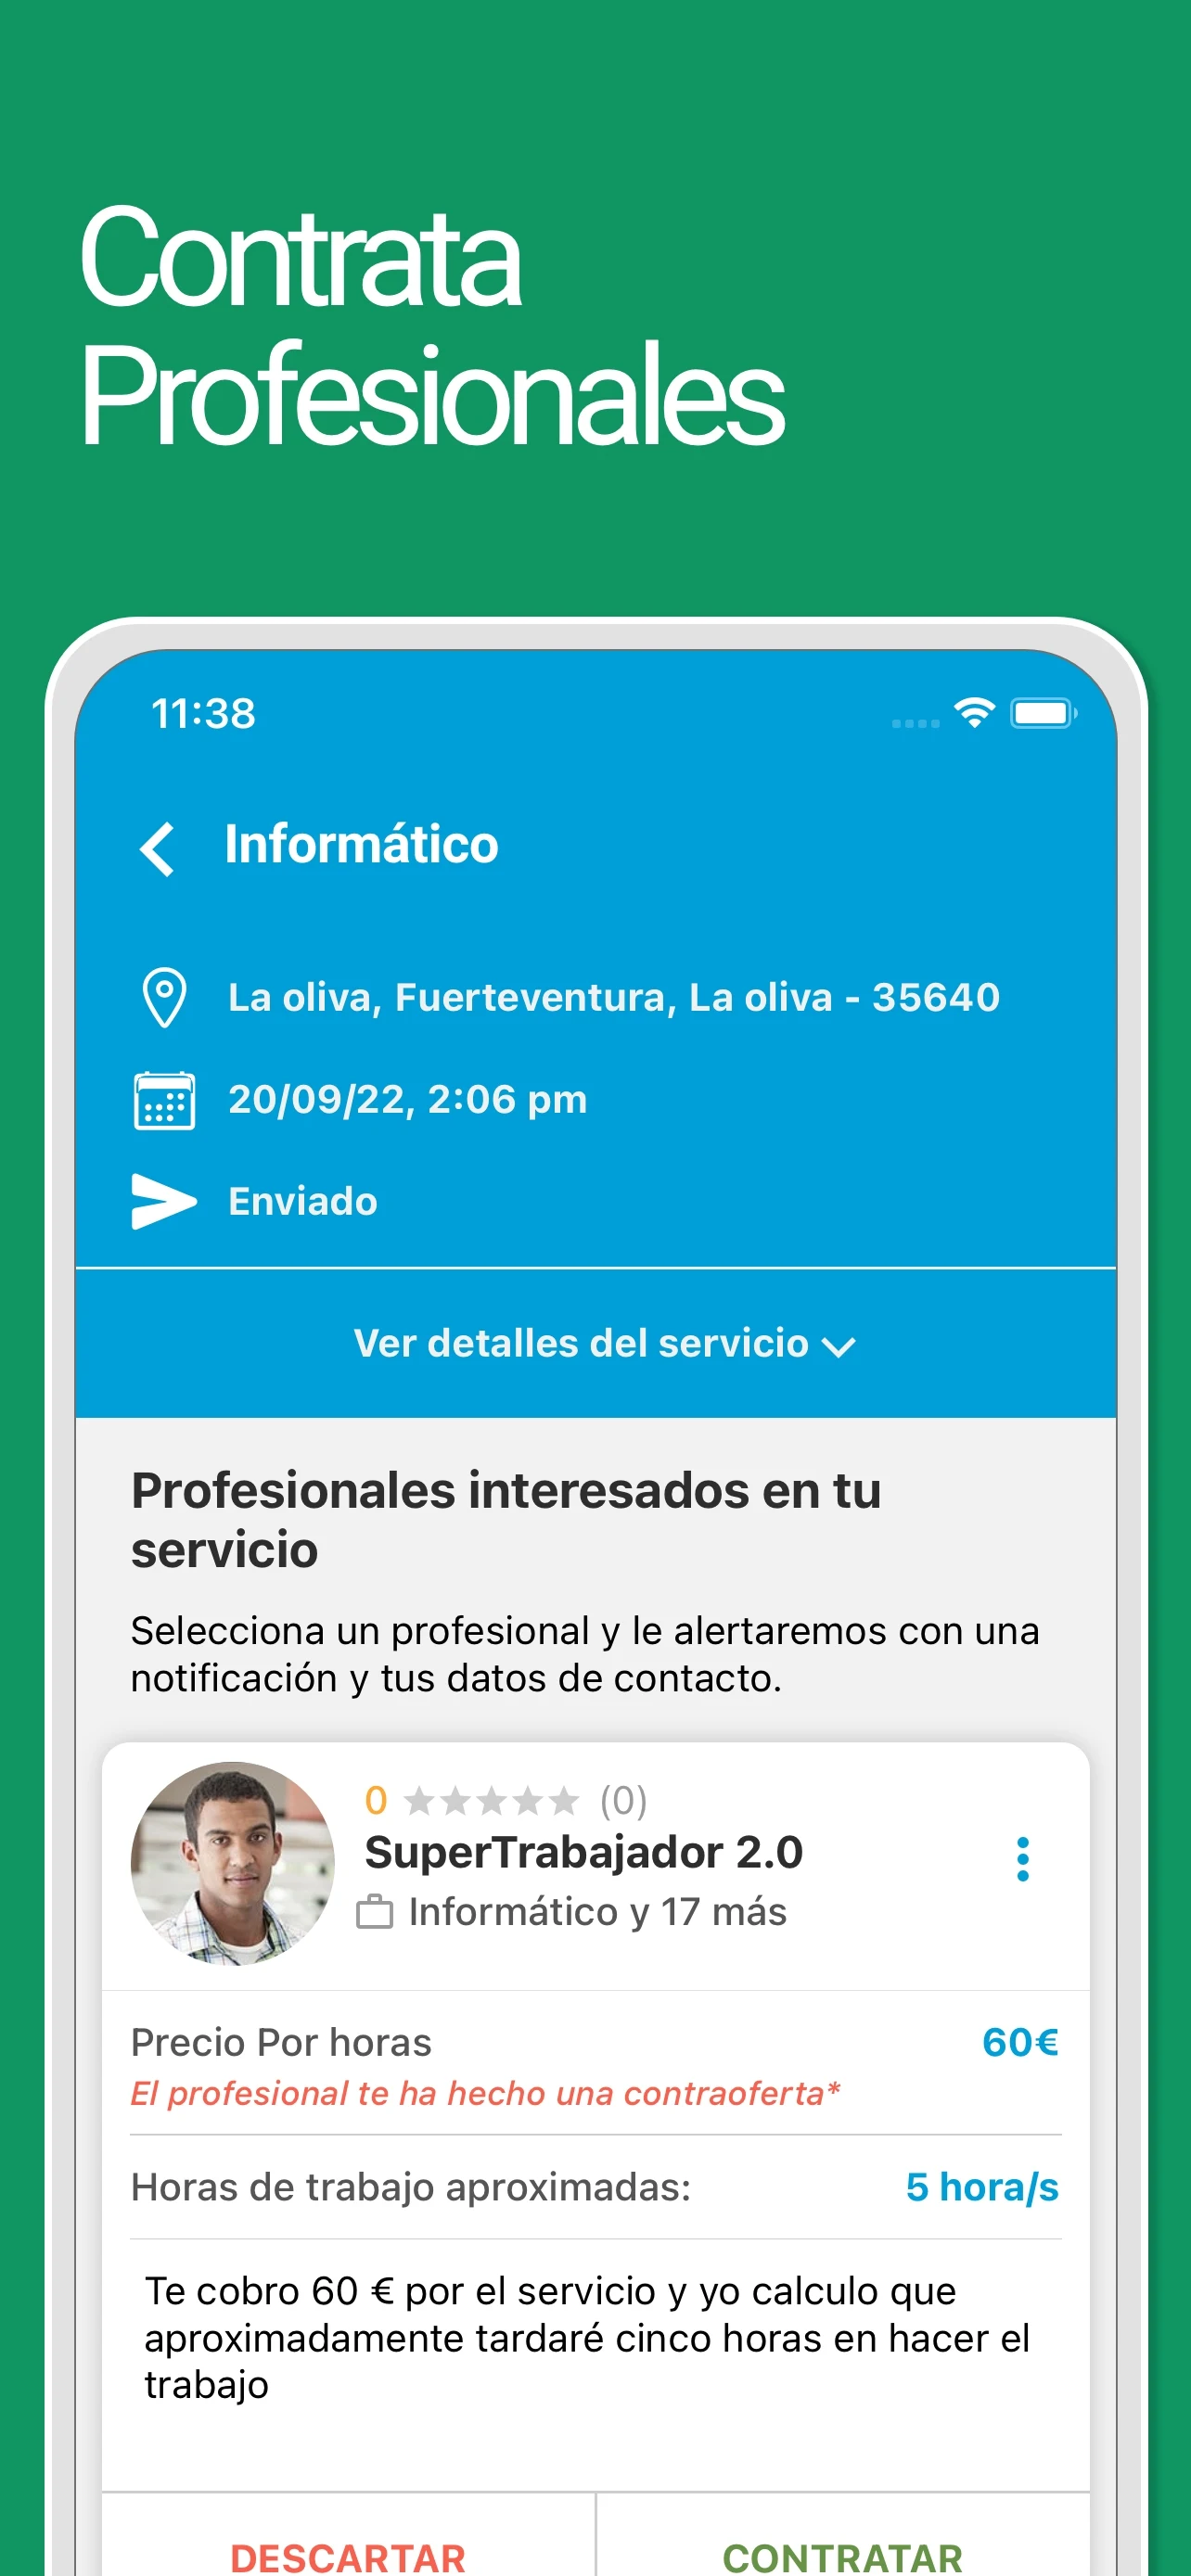 Contrata
Profesionales
11:38
Informático
La oliva, Fuerteventura, La oliva - 35640
20/09/22, 2:06 pm
Enviado
Ver detalles del servicio
Profesionales interesados en tu
servicio
Selecciona un profesional y le alertaremos con una
notificación y tus datos de contacto.
0 (0)
SuperTrabajador 2.0
Informático y 17 más
Precio Por horas 60€
El profesional te ha hecho una contraoferta*
Horas de trabajo aproximadas: 5 hora/s
Te cobro 60 € por el servicio y yo calculo que
aproximadamente tardaré cinco horas en hacer el
trabajo
DESCARTAR CONTRATAR